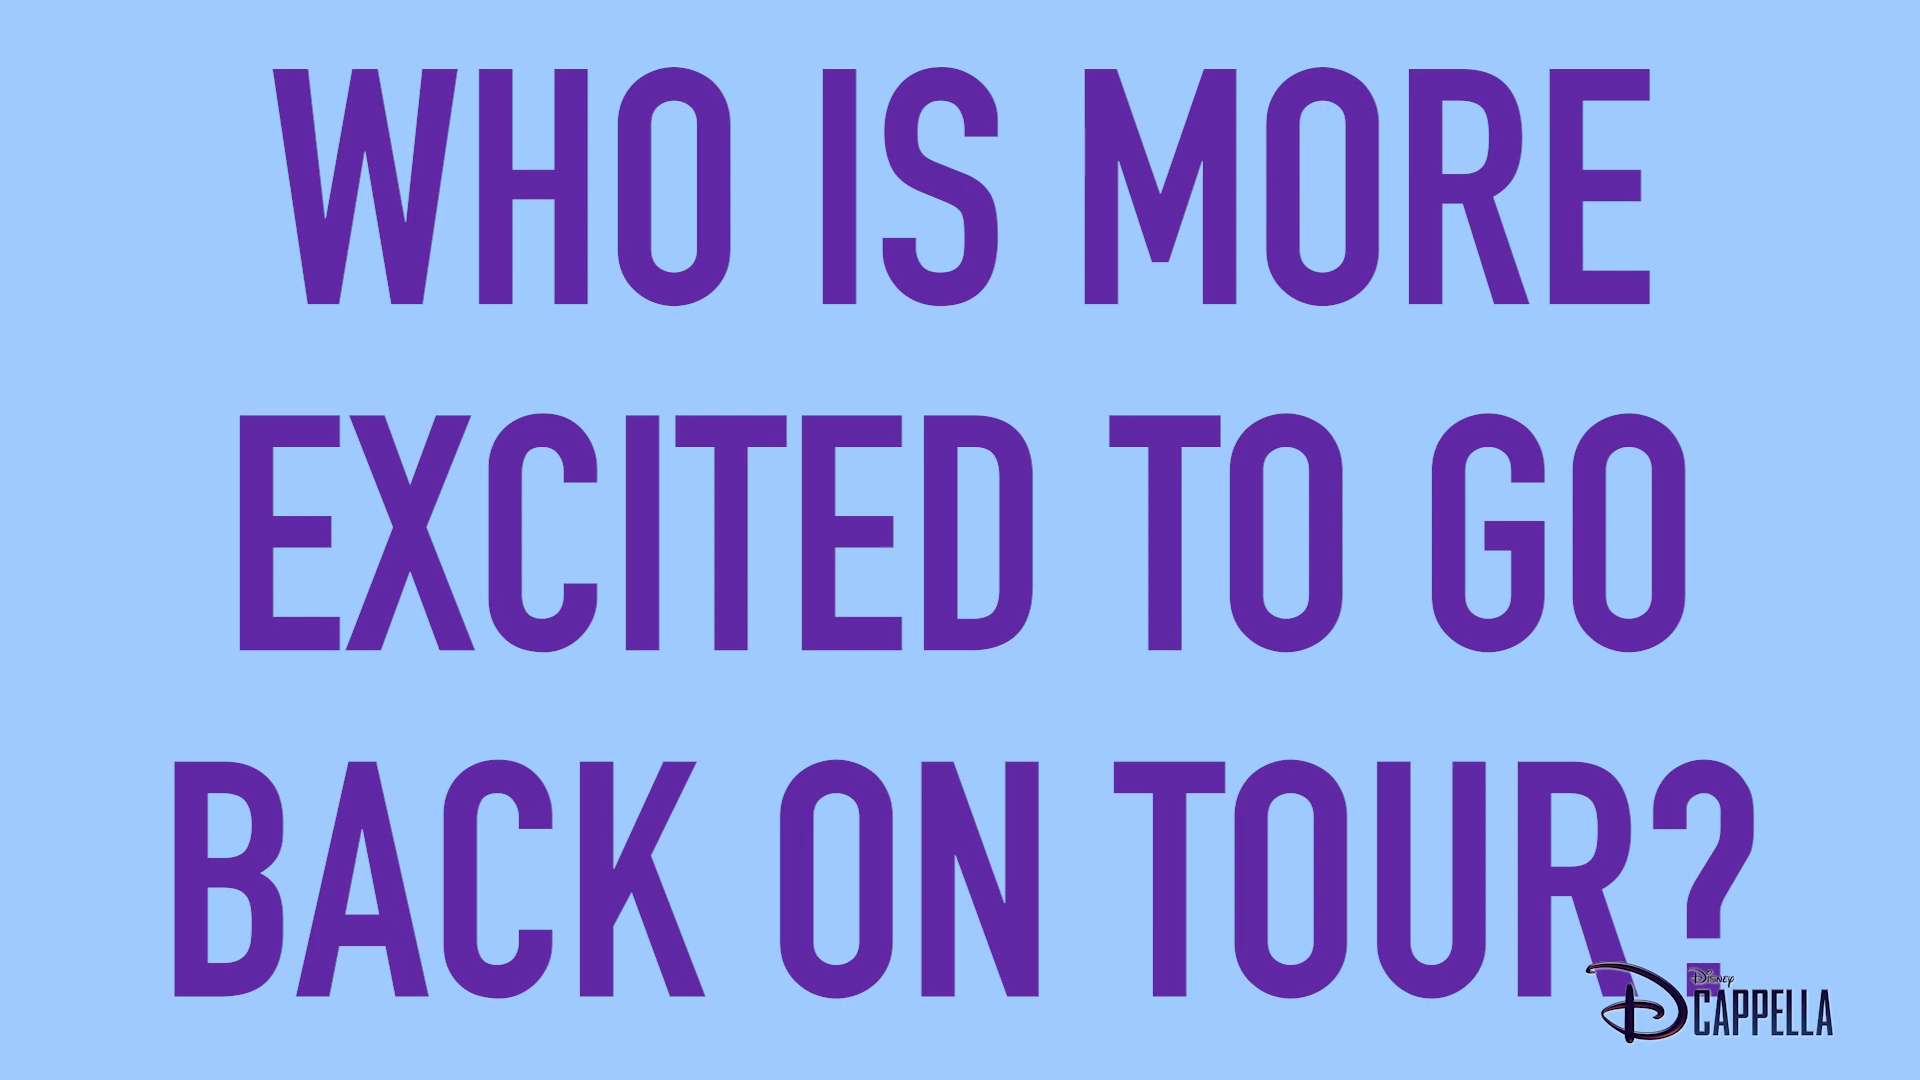 WHO IS MORE
EXCITED TO GO
BACK ON TOUR?
Disney
DCAPPELLA